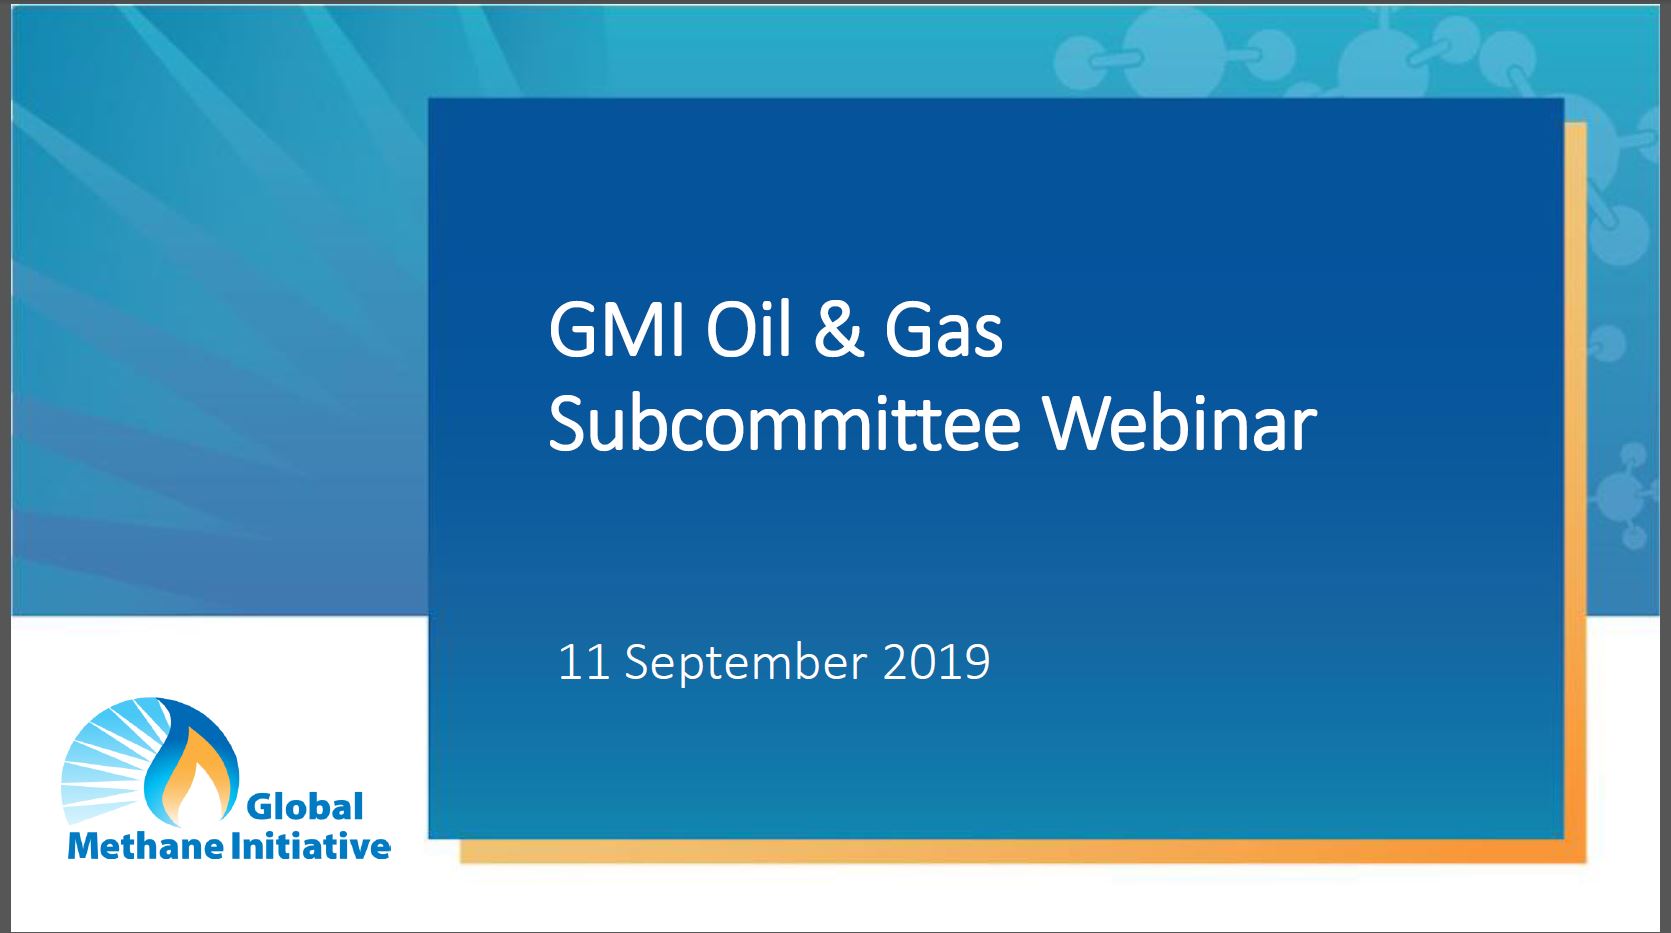 GMI Oil & Gas
Subcommittee Webinar
11 September 2019
Global
Methane Initiative